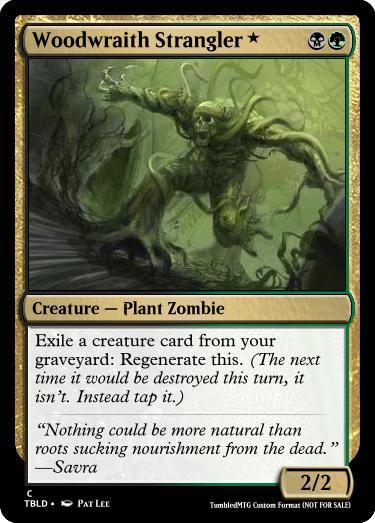 Woodwraith Strangler ★
Creature — Plant Zombie
Exile a creature card from your
graveyard: Regenerate this. (The next
time it would be destroyed this turn, it
isn't. Instead tap it.)
“Nothing could be more natural than
roots sucking nourishment from the dead.”
—Savra
2/2
C
TBLD • Pat Lee
TumbledMTG Custom Format (NOT FOR SALE)